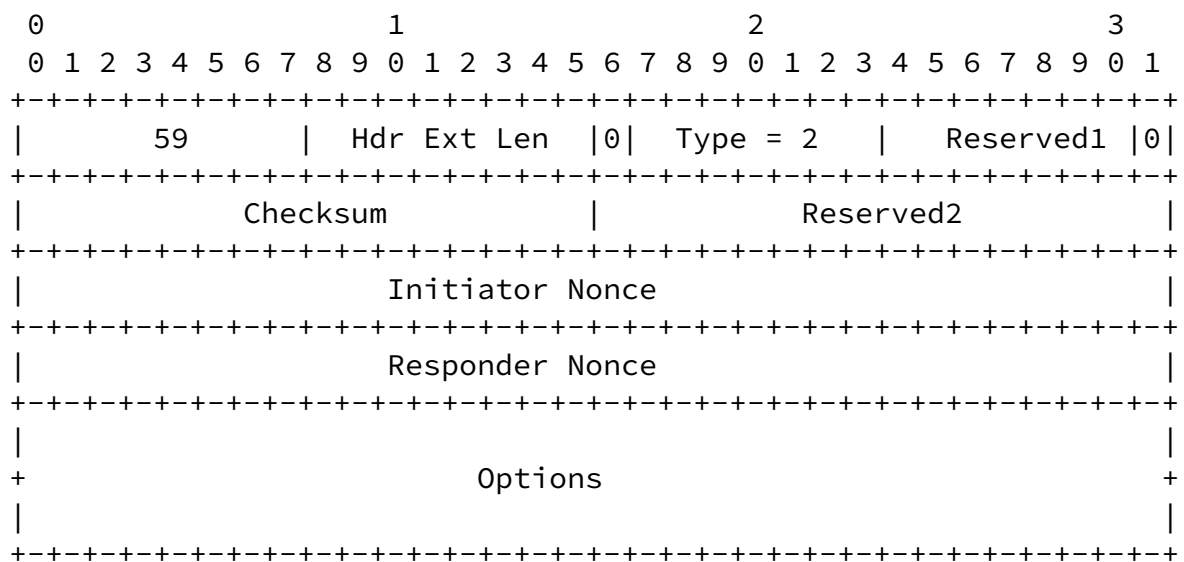 0                   1                   2                   3
 0 1 2 3 4 5 6 7 8 9 0 1 2 3 4 5 6 7 8 9 0 1 2 3 4 5 6 7 8 9 0 1
+-+-+-+-+-+-+-+-+-+-+-+-+-+-+-+-+-+-+-+-+-+-+-+-+-+-+-+-+-+-+-+-+
|       59      |  Hdr Ext Len  |0|  Type = 2   |   Reserved1 |0|
+-+-+-+-+-+-+-+-+-+-+-+-+-+-+-+-+-+-+-+-+-+-+-+-+-+-+-+-+-+-+-+-+
|            Checksum           |           Reserved2           |
+-+-+-+-+-+-+-+-+-+-+-+-+-+-+-+-+-+-+-+-+-+-+-+-+-+-+-+-+-+-+-+-+
|                    Initiator Nonce                            |
+-+-+-+-+-+-+-+-+-+-+-+-+-+-+-+-+-+-+-+-+-+-+-+-+-+-+-+-+-+-+-+-+
|                    Responder Nonce                            |
+-+-+-+-+-+-+-+-+-+-+-+-+-+-+-+-+-+-+-+-+-+-+-+-+-+-+-+-+-+-+-+-+
|                                                               |
+                         Options                               +
|                                                               |
+-+-+-+-+-+-+-+-+-+-+-+-+-+-+-+-+-+-+-+-+-+-+-+-+-+-+-+-+-+-+-+-+